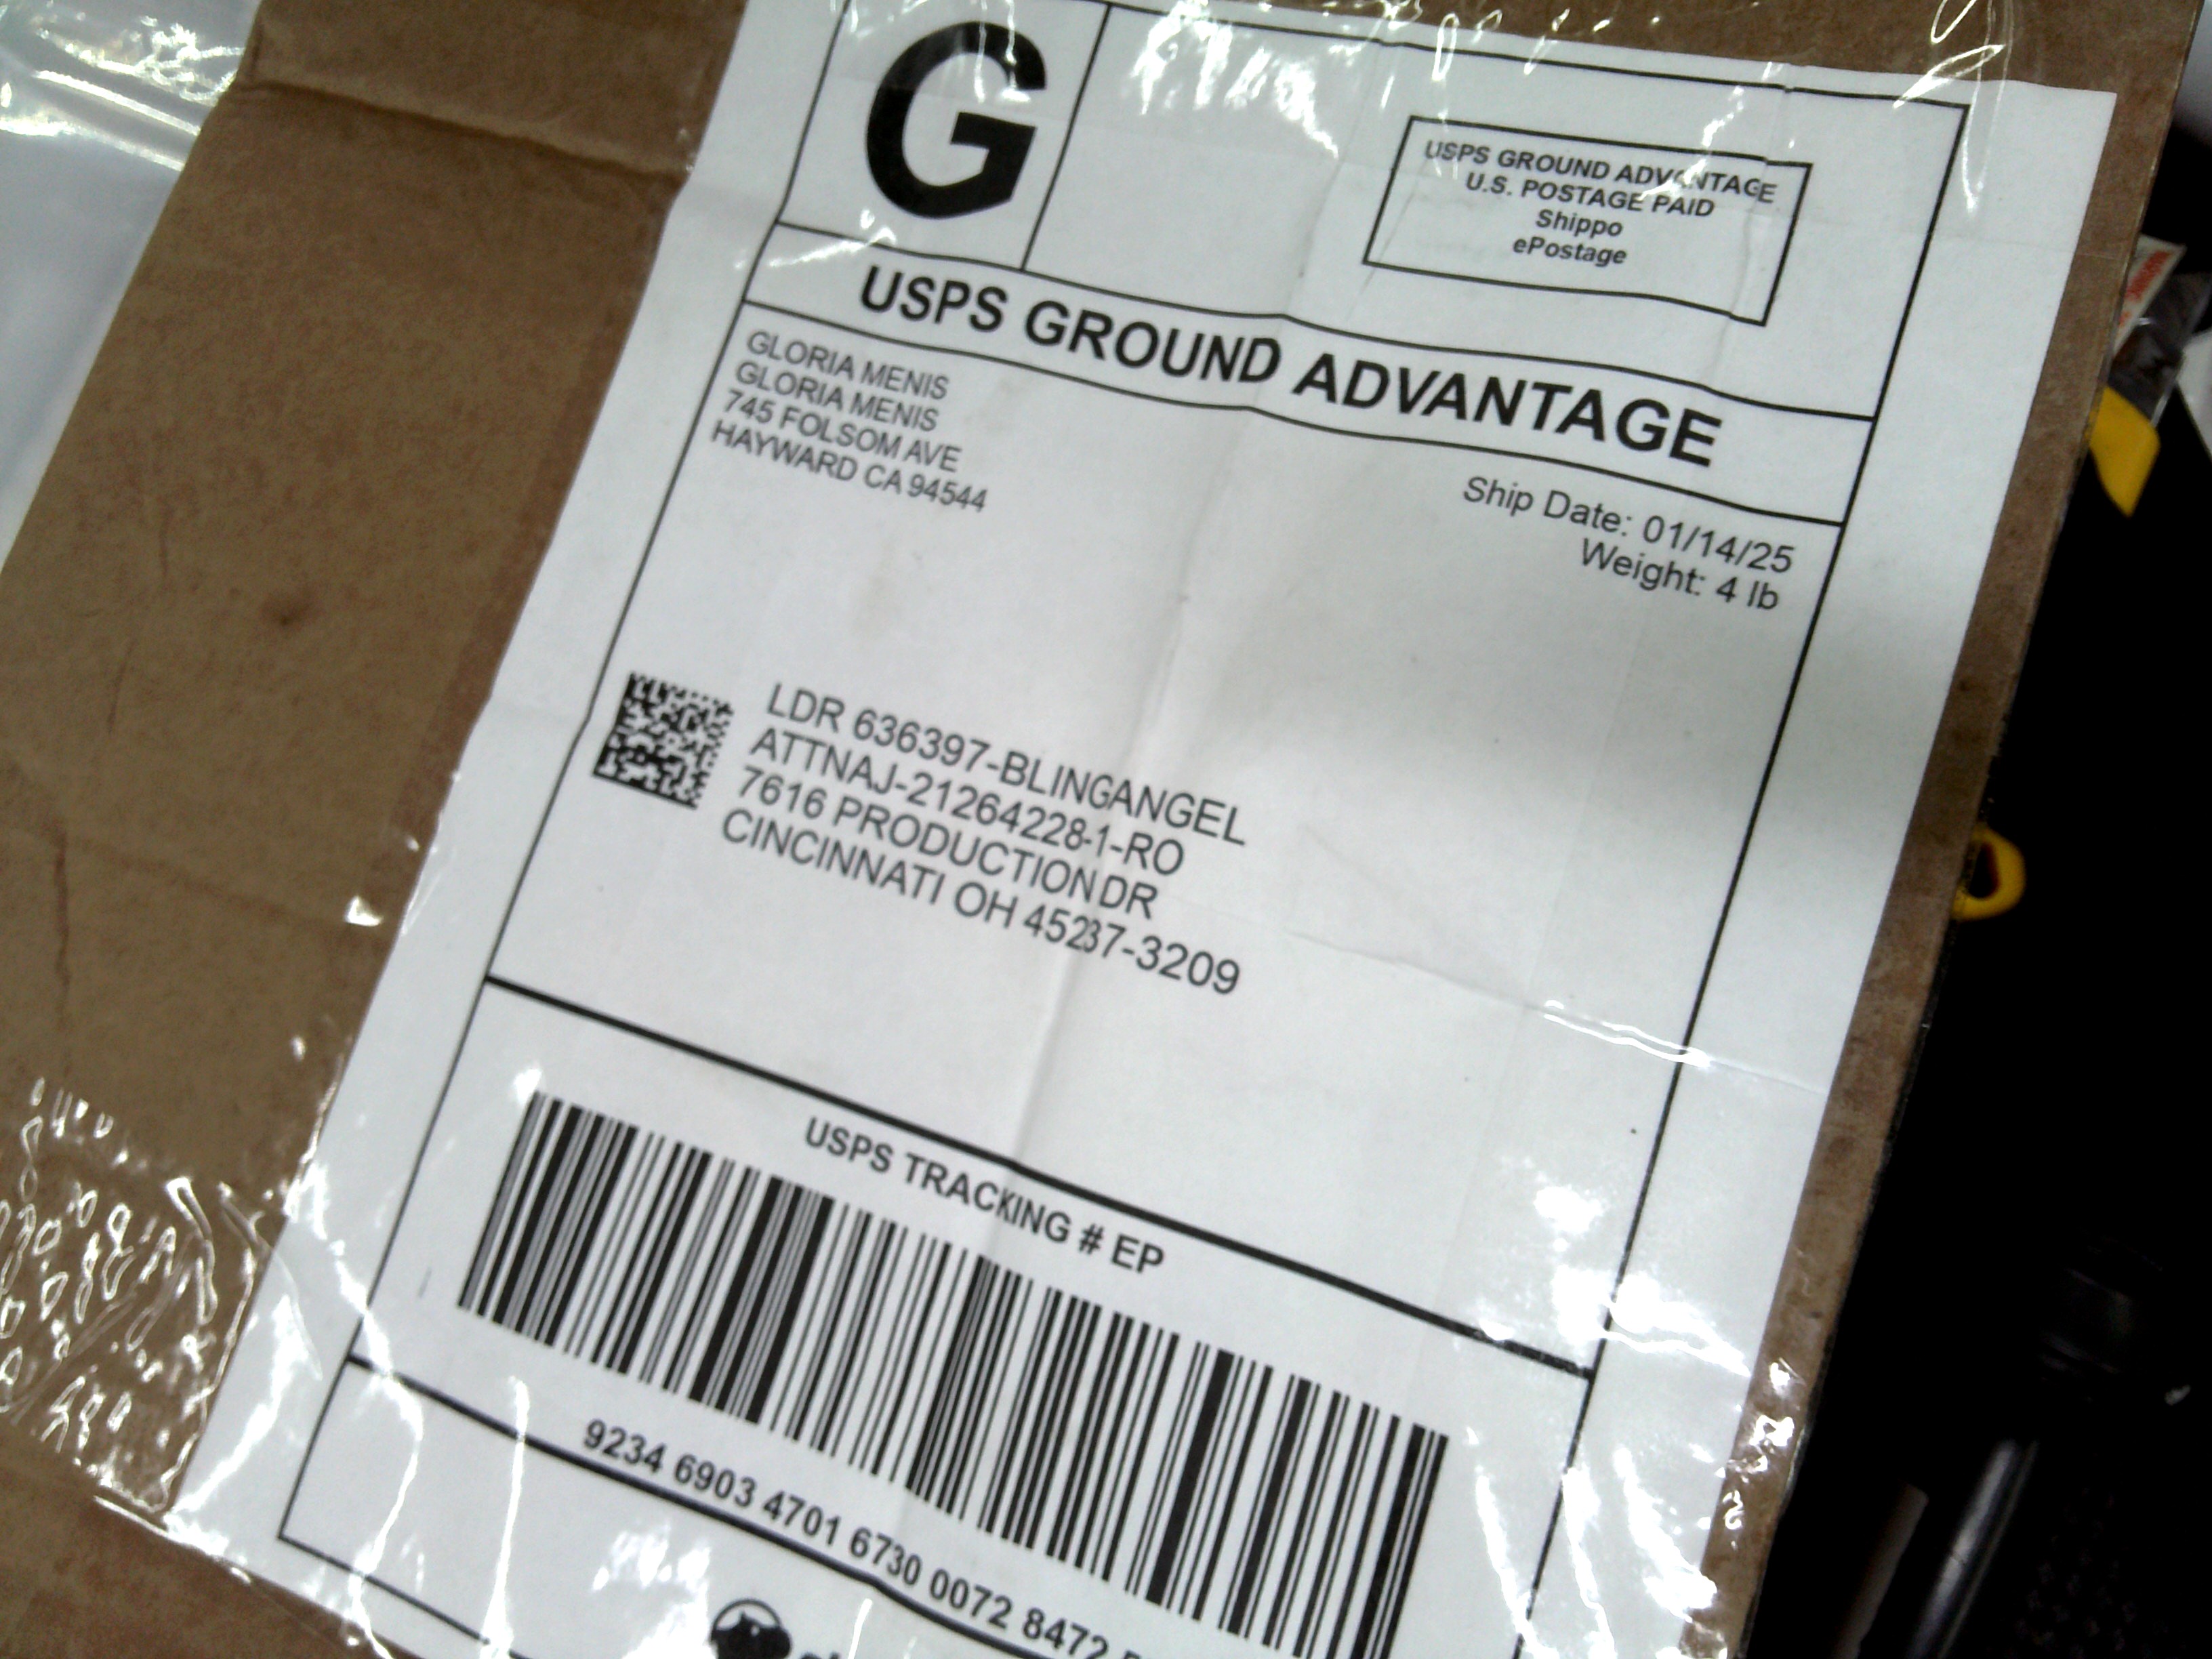 G
USPS GROUND ADVANTAGE
U.S. POSTAGE PAID
Shippo
ePostage
USPS GROUND ADVANTAGE
GLORIA MENIS
GLORIA MENIS
745 FOLSOM AVE
HAYWARD CA 94544
Ship Date: 01/14/25
Weight: 4 lb
LDR 636397-BLINGANGEL
ATTNAJ-21264228-1-RO
7616 PRODUCTION DR
CINCINNATI OH 45237-3209
USPS TRACKING # EP
9234 6903 4701 6730 0072 8472